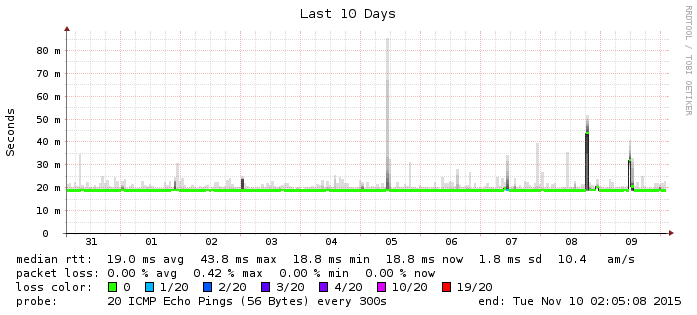 Last 10 Days
RRDTOOL / TOBI OETIKER
Seconds
80 m
70 m
60 m
50 m
40 m
30 m
20 m
10 m
0
31 01 02 03 04 05 06 07 08 09
median rtt: 19.0 ms avg 43.8 ms max 18.8 ms min 18.8 ms now 1.8 ms sd 10.4 am/s
packet loss: 0.00 % avg 0.42 % max 0.00 % min 0.00 % now
loss color: 0 1/20 2/20 3/20 4/20 10/20 19/20
probe: 20 ICMP Echo Pings (56 Bytes) every 300s end: Tue Nov 10 02:05:08 2015